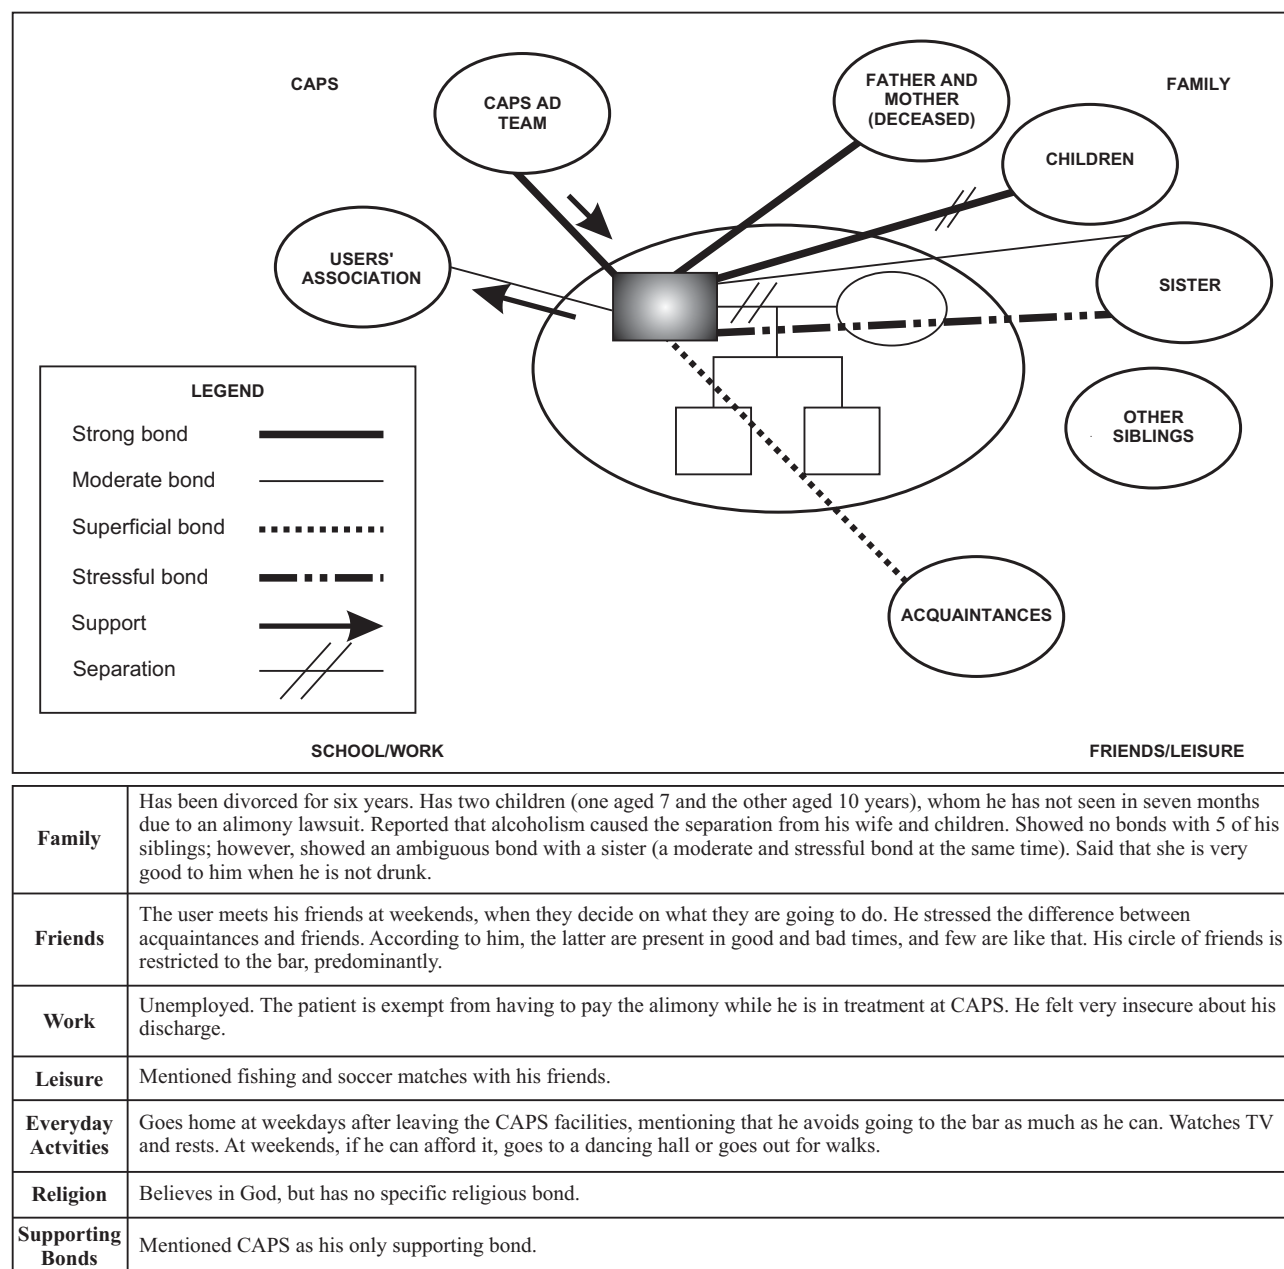 CAPS
CAPS AD
TEAM
FATHER AND
MOTHER
(DECEASED)
FAMILY
CHILDREN
USERS'
ASSOCIATION
SISTER
LEGEND
Strong bond
Moderate bond
Superficial bond
Stressful bond
Support
Separation
OTHER
SIBLINGS
ACQUAINTANCES
SCHOOL/WORK
FRIENDS/LEISURE
Family
Has been divorced for six years. Has two children (one aged 7 and the other aged 10 years), whom he has not seen in seven months
due to an alimony lawsuit. Reported that alcoholism caused the separation from his wife and children. Showed no bonds with 5 of his
siblings; however, showed an ambiguous bond with a sister (a moderate and stressful bond at the same time). Said that she is very
good to him when he is not drunk.
Friends
The user meets his friends at weekends, when they decide on what they are going to do. He stressed the difference between
acquaintances and friends. According to him, the latter are present in good and bad times, and few are like that. His circle of friends is
restricted to the bar, predominantly.
Work
Unemployed. The patient is exempt from having to pay the alimony while he is in treatment at CAPS. He felt very insecure about his
discharge.
Leisure
Mentioned fishing and soccer matches with his friends.
Everyday
Actvities
Goes home at weekdays after leaving the CAPS facilities, mentioning that he avoids going to the bar as much as he can. Watches TV
and rests. At weekends, if he can afford it, goes to a dancing hall or goes out for walks.
Religion
Believes in God, but has no specific religious bond.
Supporting
Bonds
Mentioned CAPS as his only supporting bond.